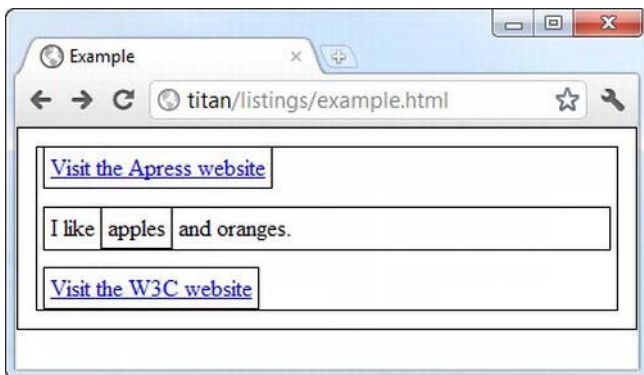 Example
titan/listings/example.html
Visit the Apress website
I like apples and oranges.
Visit the W3C website